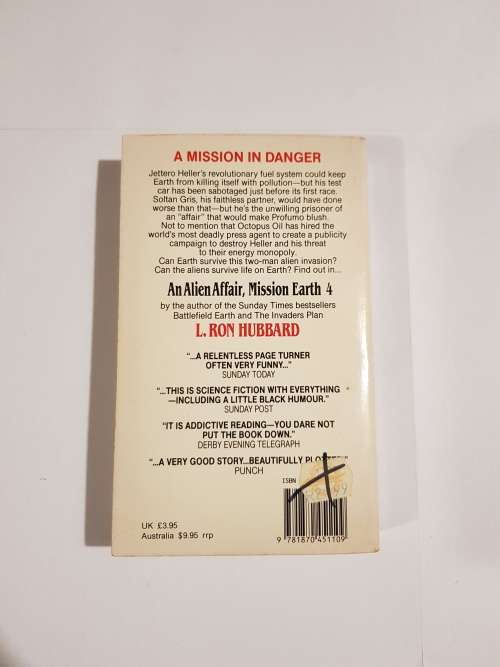 A MISSION IN DANGER
Jettero Heller's revolutionary fuel system could keep
Earth from killing itself with pollution—but his test
car has been sabotaged just before its first race.
Soltan Gris, his faithless partner, would have done
worse than that—but he's the unwilling prisoner of
an "affair" that would make Profumo blush.
Not to mention that Octopus Oil has hired the
world's most deadly press agent to create a publicity
campaign to destroy Heller and his threat
to their energy monopoly.
Can Earth survive this two-man alien invasion?
Can the aliens survive life on Earth? Find out in...
An Alien Affair, Mission Earth 4
by the author of the Sunday Times bestsellers
Battlefield Earth and The Invaders Plan
L. RON HUBBARD
"...A RELENTLESS PAGE TURNER
OFTEN VERY FUNNY..."
SUNDAY TODAY
"...THIS IS SCIENCE FICTION WITH EVERYTHING "
—INCLUDING A LITTLE BLACK HUMOUR."
SUNDAY POST
"IT IS ADDICTIVE READING—YOU DARE NOT
PUT THE BOOK DOWN."
DERBY EVENING TELEGRAPH
"...A VERY GOOD STORY...BEAUTIFULLY
PUNCH
ISBN
UK £3.95
Australia $9.95 rrp
9 781870 451109